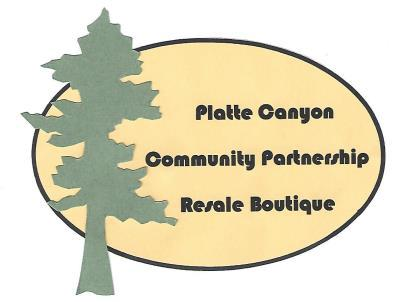 Platte Canyon
Community Partnership
Resale Boutique